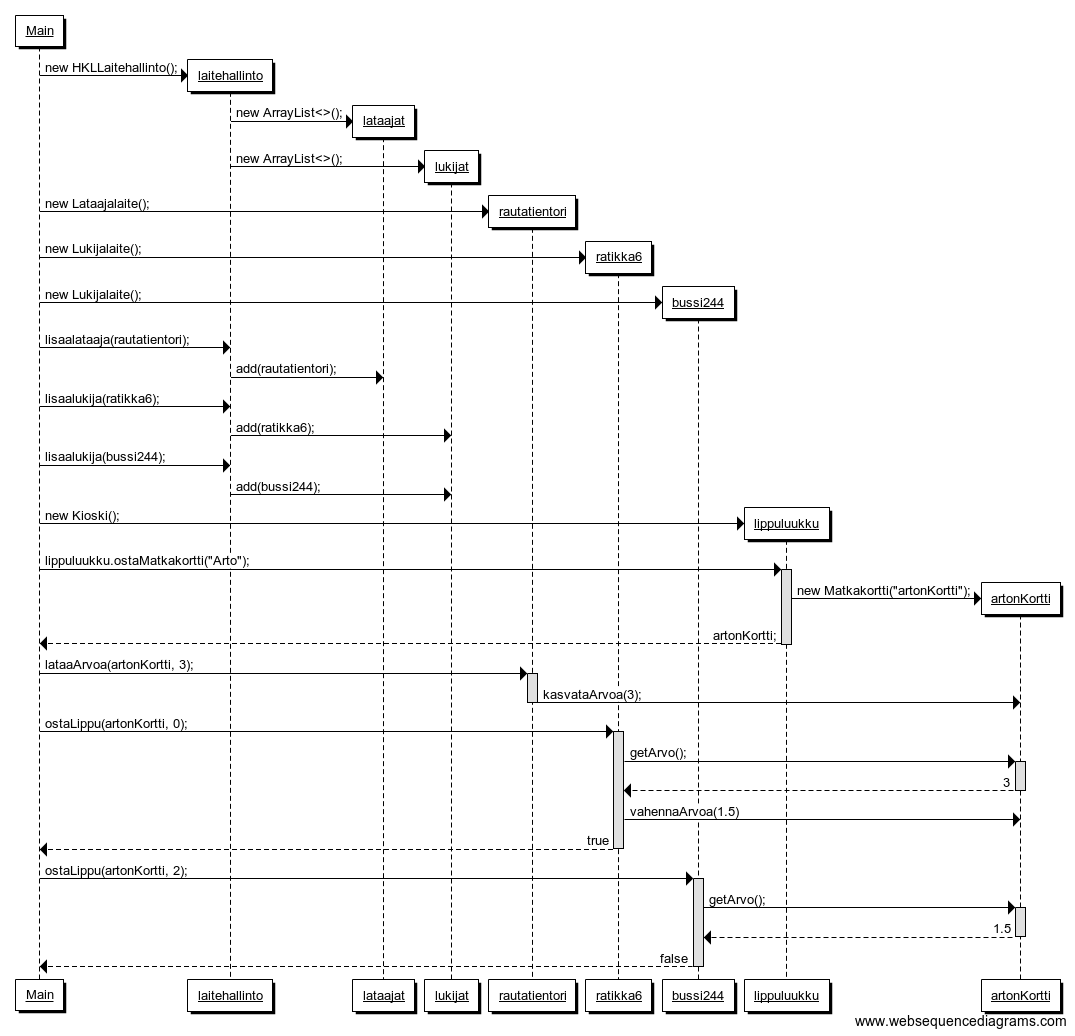 Main
new HKLLaitehallinto();
laitehallinto
new ArrayList<>();
lataajat
new ArrayList<>();
lukijat
new Lataajalaite();
rautatientori
new Lukijalaite();
ratikka6
new Lukijalaite();
bussi244
lisaalataaja(rautatientori);
add(rautatientori);
lisaalukija(ratikka6);
add(ratikka6);
lisaalukija(bussi244);
add(bussi244);
new Kioski();
lippuluukku
lippuluukku.ostaMatkakortti("Arto");
new Matkakortti("artonKortti");
artonKortti
artonKortti;
lataaArvoa(artonKortti, 3);
kasvataArvoa(3);
ostaLippu(artonKortti, 0);
getArvo();
3
vahennaArvoa(1.5)
true
ostaLippu(artonKortti, 2);
getArvo();
1.5
false
Main
laitehallinto
lataajat
lukijat
rautatientori
ratikka6
bussi244
lippuluukku
artonKortti
www.websequencediagrams.com